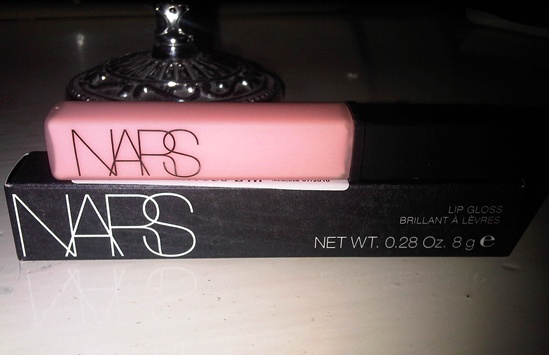 NARS
NARS
LIP GLOSS
BRILLANT À LÈVRES
NET WT. 0.28 Oz. 8 g e